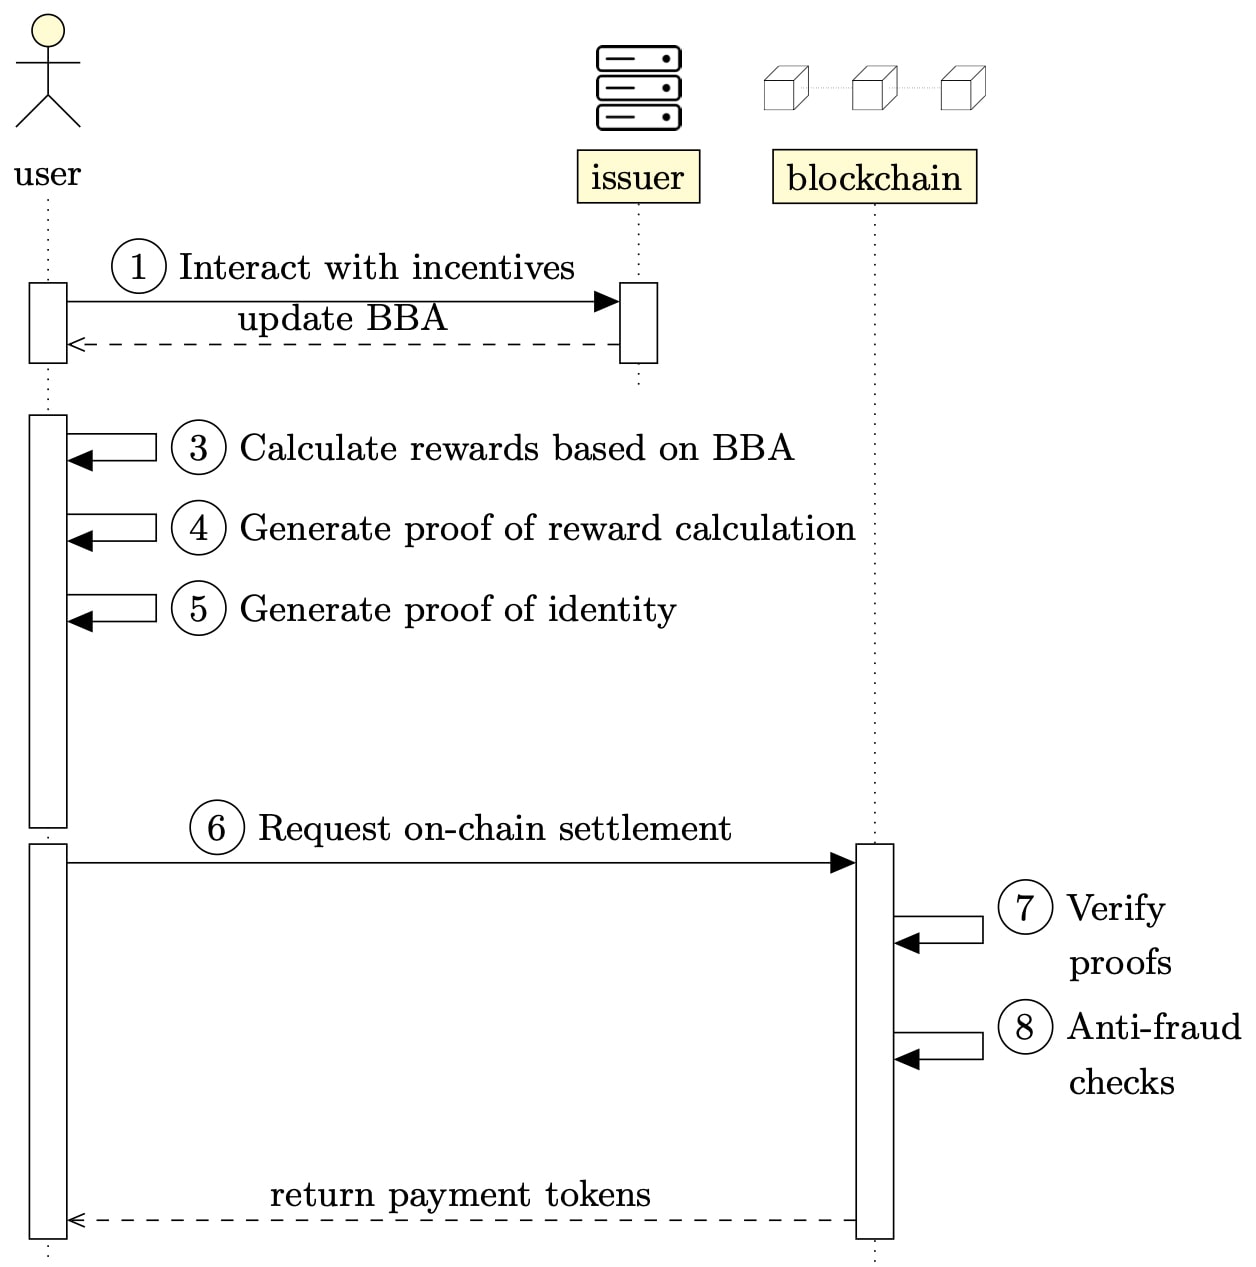 user
issuer
blockchain
1 Interact with incentives
update BBA
3 Calculate rewards based on BBA
4 Generate proof of reward calculation
5 Generate proof of identity
6 Request on-chain settlement
7 Verify
proofs
8 Anti-fraud
checks
return payment tokens